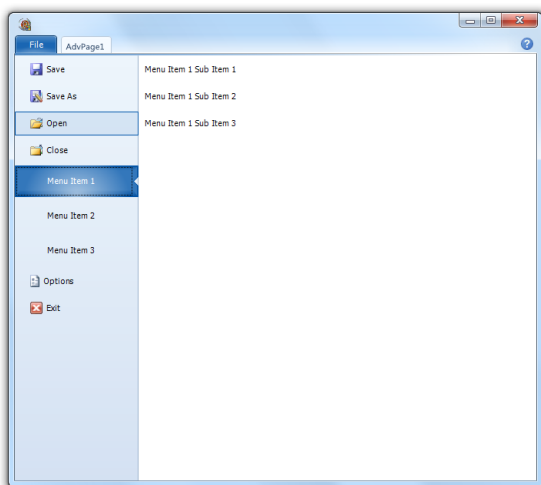 File AdvPage1
Save
Save As
Open
Close
Menu Item 1
Menu Item 2
Menu Item 3
Options
Exit
Menu Item 1 Sub Item 1
Menu Item 1 Sub Item 2
Menu Item 1 Sub Item 3